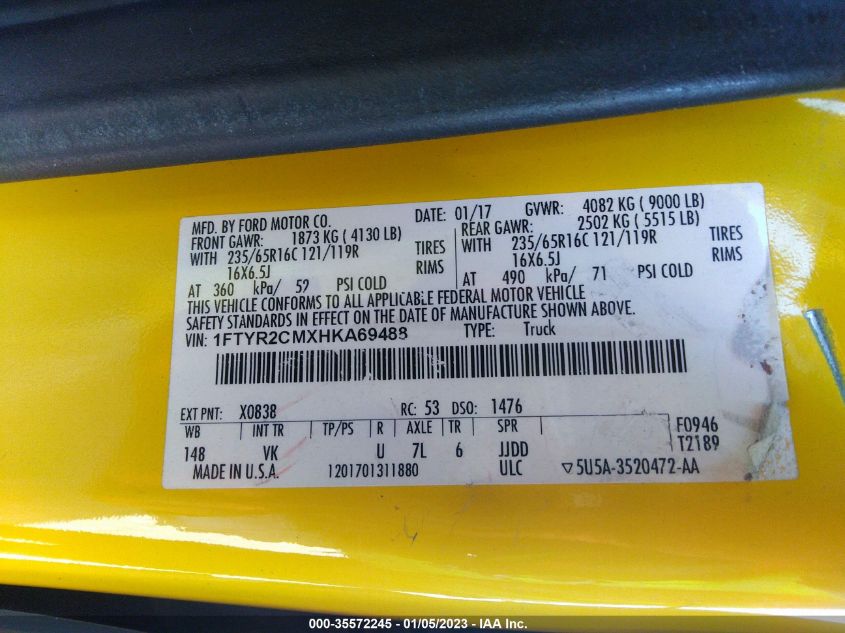 MFD. BY FORD MOTOR CO. DATE: 01/17 GVWR: 4082 KG ( 9000 LB)
FRONT GAWR: 1873 KG ( 4130 LB) REAR GAWR: 2502 KG ( 5515 LB)
WITH 235/65R16C 121/119R TIRES WITH 235/65R16C 121/119R TIRES
16X6.5J RIMS 16X6.5J RIMS
AT 360 kPa/ 52 PSI COLD AT 490 kPa/ 71 PSI COLD
THIS VEHICLE CONFORMS TO ALL APPLICABLE FEDERAL MOTOR VEHICLE
SAFETY STANDARDS IN EFFECT ON THE DATE OF MANUFACTURE SHOWN ABOVE.
VIN: 1FTYR2CMXHKA69488 TYPE: Truck
EXT PNT: X0838 RC: 53 DSO: 1476
WB INT TR TP/PS R AXLE TR SPR F0946
148 VK U 7L 6 JJDD T2189
MADE IN U.S.A. 1201701311880 ULC ▽5U5A-3520472-AA
000-35572245 - 01/05/2023 - IAA Inc.